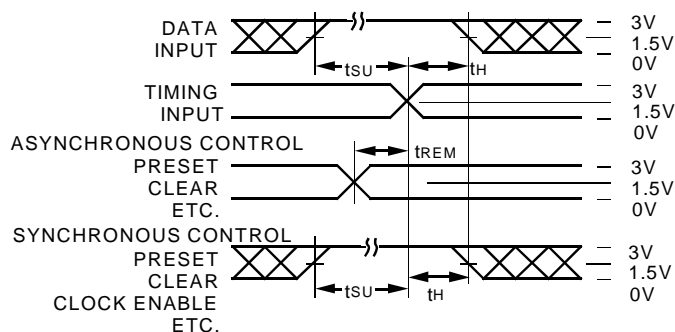 DATA
INPUT
3V
1.5V
0V
tSU
tH
TIMING
INPUT
3V
1.5V
0V
ASYNCHRONOUS CONTROL
PRESET
CLEAR
ETC.
tREM
3V
1.5V
0V
SYNCHRONOUS CONTROL
PRESET
CLEAR
CLOCK ENABLE
ETC.
tSU
tH
3V
1.5V
0V